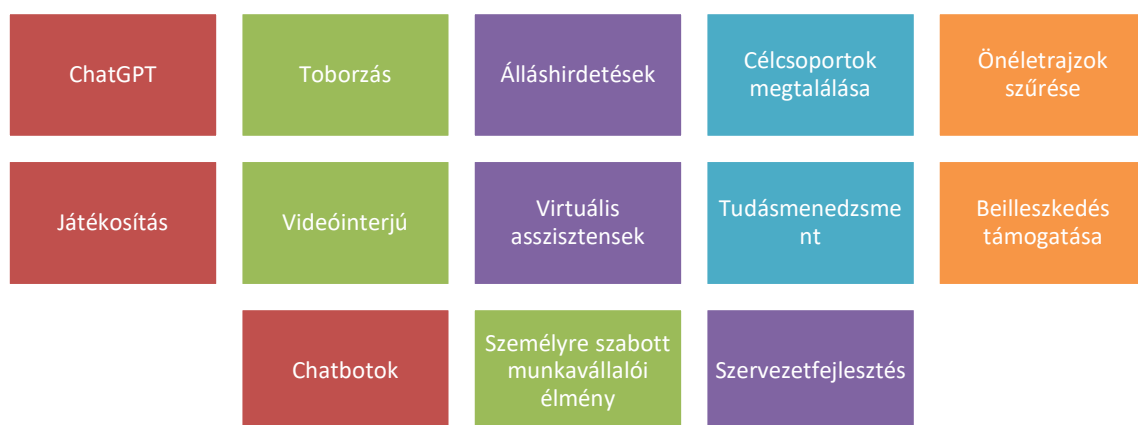 ChatGPT
Toborzás
Álláshirdetések
Célcsoportok
megtalálása
Önéletrajzok
szűrése
Játékosítás
Videóinterjú
Virtuális
asszisztensek
Tudásmenedzsme
nt
Beilleszkedés
támogatása
Chatbotok
Személyre szabott
munkavállalói
élmény
Szervezetfejlesztés